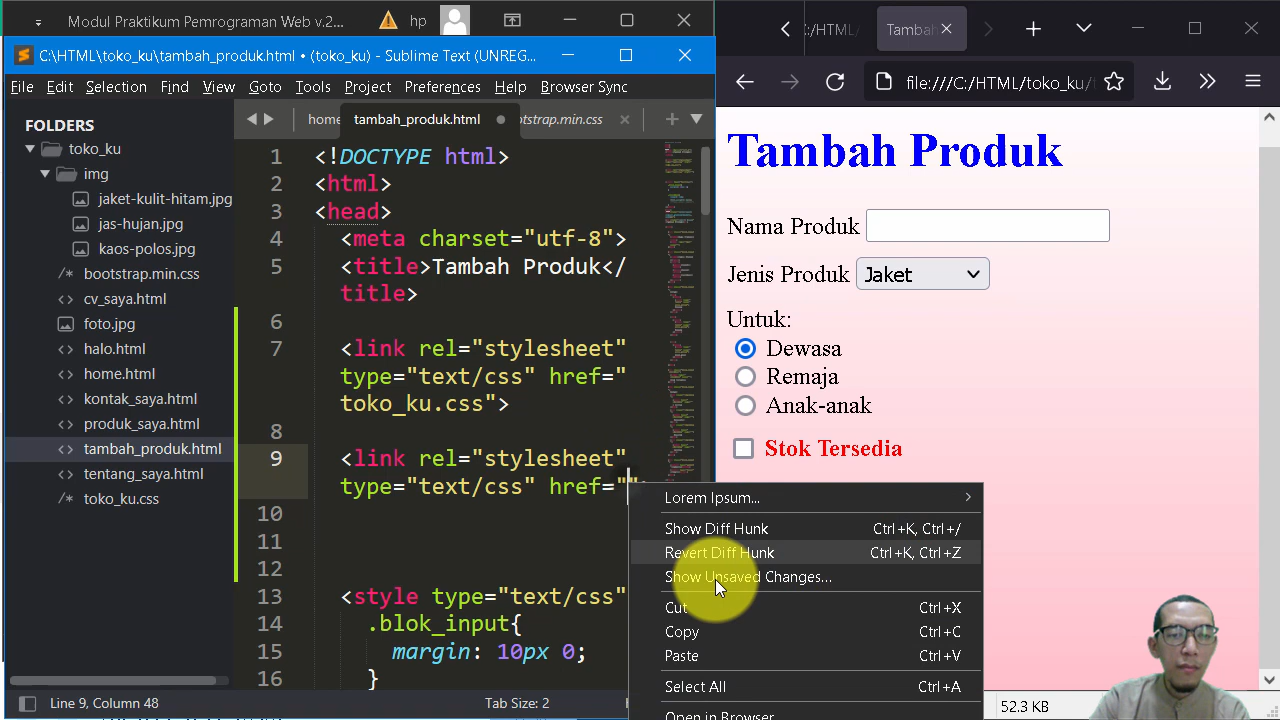 Modul Praktikum Pemrograman Web v.2...
hp
C:\HTML\toko_ku\tambah_produk.html • (toko_ku) - Sublime Text (UNREG...
File Edit Selection Find View Goto Tools Project Preferences Help Browser Sync
FOLDERS
toko_ku
img
jaket-kulit-hitam.jpg
jas-hujan.jpg
kaos-polos.jpg
/* bootstrap.min.css
<> cv_saya.html
foto.jpg
<> halo.html
<> home.html
<> kontak_saya.html
<> produk_saya.html
<> tambah_produk.html
<> tentang_saya.html
/* toko_ku.css
home tambah_produk.html otstrap.min.css
1 <!DOCTYPE html>
2 <html>
3 <head>
4 <meta charset="utf-8">
5 <title>Tambah Produk</
title>
6
7 <link rel="stylesheet"
type="text/css" href="
toko_ku.css">
8
9 <link rel="stylesheet"
type="text/css" href="">
10
11
12
13 <style type="text/css"
14 .blok_input{
15 margin: 10px 0;
16 }
Line 9, Column 48
Tab Size: 2
Lorem Ipsum...
Show Diff Hunk Ctrl+K, Ctrl+/
Revert Diff Hunk Ctrl+K, Ctrl+Z
Show Unsaved Changes...
Cut Ctrl+X
Copy Ctrl+C
Paste Ctrl+V
Select All Ctrl+A
Open in Browser
:/HTML/
Tambah
file:///C:/HTML/toko_ku/
Tambah Produk
Nama Produk
Jenis Produk Jaket
Untuk:
Dewasa
Remaja
Anak-anak
Stok Tersedia
52.3 KB